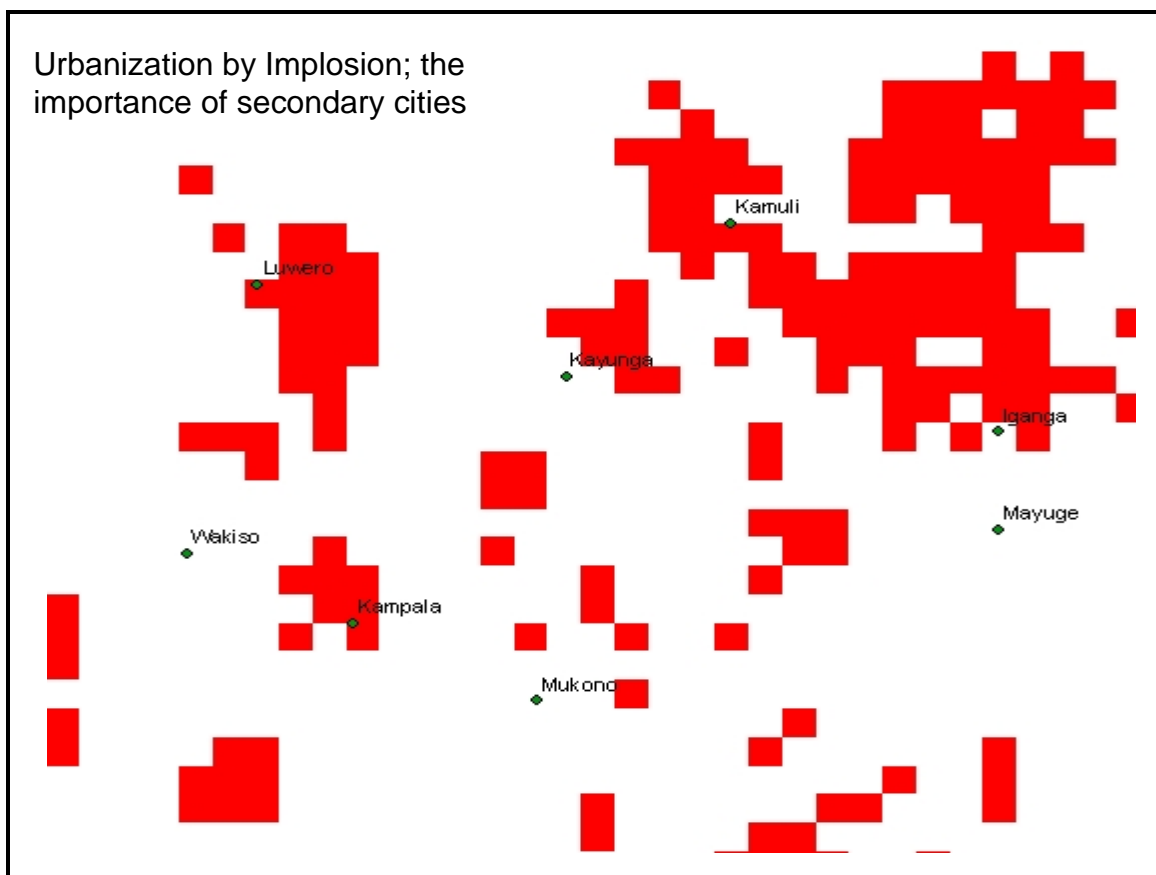 Urbanization by Implosion; the
importance of secondary cities
Kamuli
Luwero
Kayunga
Iganga
Mayuge
Wakiso
Kampala
Mukono